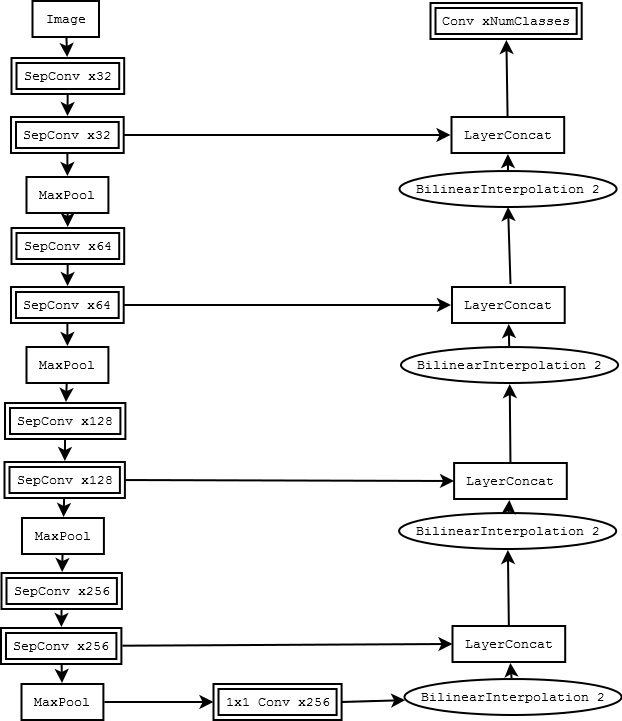 Image
SepConv x32
SepConv x32
MaxPool
SepConv x64
SepConv x64
MaxPool
SepConv x128
SepConv x128
MaxPool
SepConv x256
SepConv x256
MaxPool
1x1 Conv x256
BilinearInterpolation 2
LayerConcat
BilinearInterpolation 2
LayerConcat
BilinearInterpolation 2
LayerConcat
BilinearInterpolation 2
LayerConcat
Conv xNumClasses